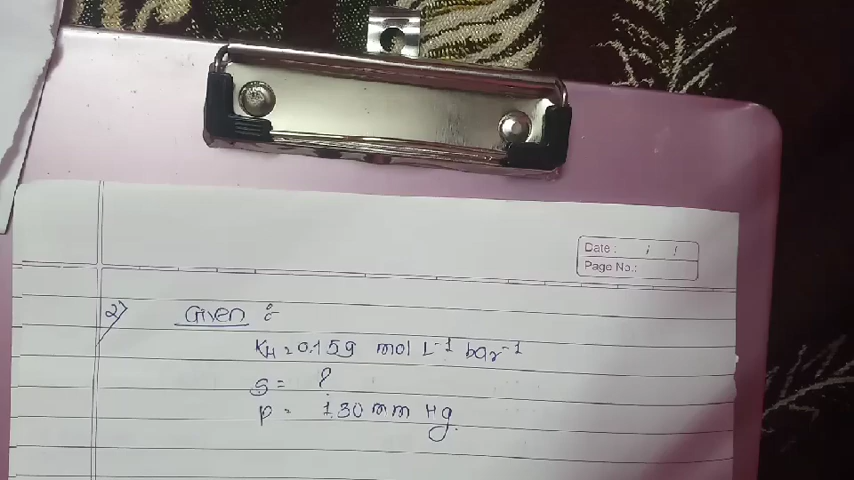 Date : / /
Page No.:
2) Given :
KH = 0.159 mol L⁻¹ bar⁻¹
S = ?
P = 130 mm Hg.